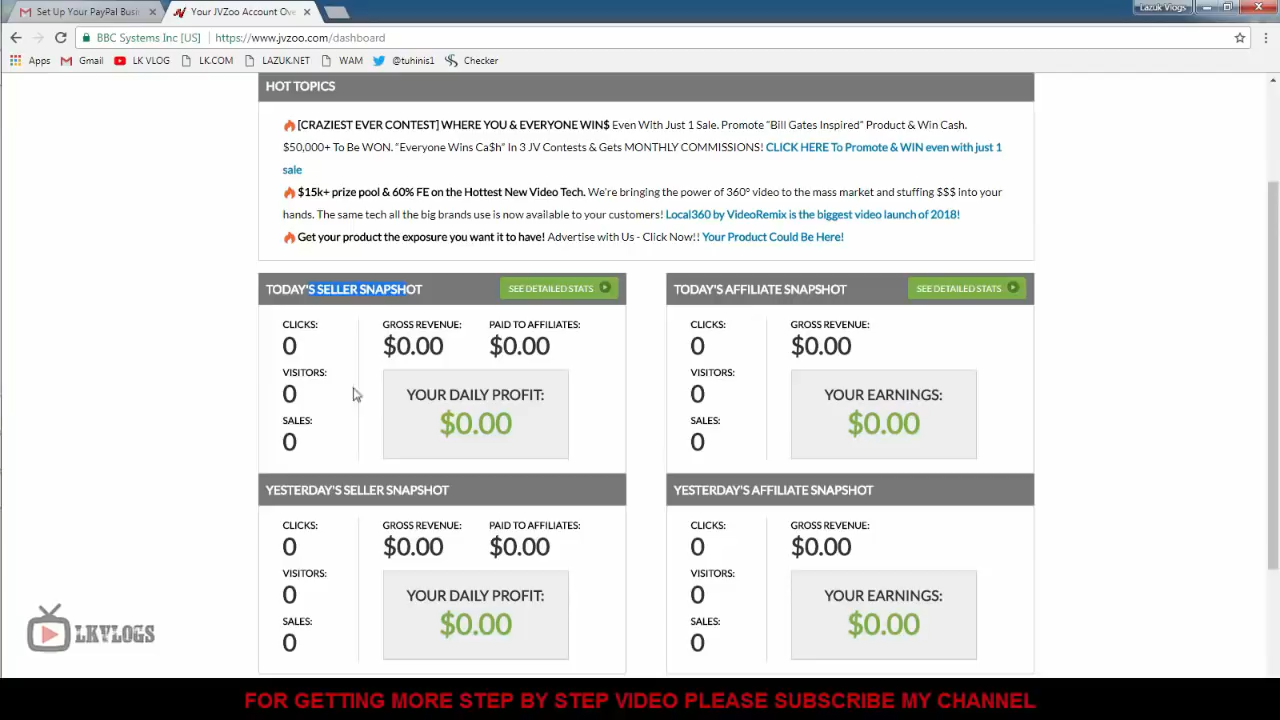 Set Up Your PayPal Busi
Your JVZoo Account Ove
Lazuk Vlogs
BBC Systems Inc [US] https://www.jvzoo.com/dashboard
Apps Gmail LK VLOG LK.COM LAZUK.NET WAM @tuhinis1 Checker
HOT TOPICS
[CRAZIEST EVER CONTEST] WHERE YOU & EVERYONE WIN$ Even With Just 1 Sale. Promote “Bill Gates Inspired” Product & Win Cash.
$50,000+ To Be WON. “Everyone Wins Ca$h” In 3 JV Contests & Gets MONTHLY COMMISSIONS! CLICK HERE To Promote & WIN even with just 1
sale
$15k+ prize pool & 60% FE on the Hottest New Video Tech. We're bringing the power of 360° video to the mass market and stuffing $$$ into your
hands. The same tech all the big brands use is now available to your customers! Local360 by VideoRemix is the biggest video launch of 2018!
Get your product the exposure you want it to have! Advertise with Us - Click Now!! Your Product Could Be Here!
TODAY'S SELLER SNAPSHOT SEE DETAILED STATS
CLICKS: GROSS REVENUE: PAID TO AFFILIATES:
0 $0.00 $0.00
VISITORS:
0 YOUR DAILY PROFIT:
SALES: $0.00
0
TODAY'S AFFILIATE SNAPSHOT SEE DETAILED STATS
CLICKS: GROSS REVENUE:
0 $0.00
VISITORS:
0 YOUR EARNINGS:
SALES: $0.00
0
YESTERDAY'S SELLER SNAPSHOT
CLICKS: GROSS REVENUE: PAID TO AFFILIATES:
0 $0.00 $0.00
VISITORS:
0 YOUR DAILY PROFIT:
SALES: $0.00
0
YESTERDAY'S AFFILIATE SNAPSHOT
CLICKS: GROSS REVENUE:
0 $0.00
VISITORS:
0 YOUR EARNINGS:
SALES: $0.00
0
LKVLOGS
FOR GETTING MORE STEP BY STEP VIDEO PLEASE SUBSCRIBE MY CHANNEL